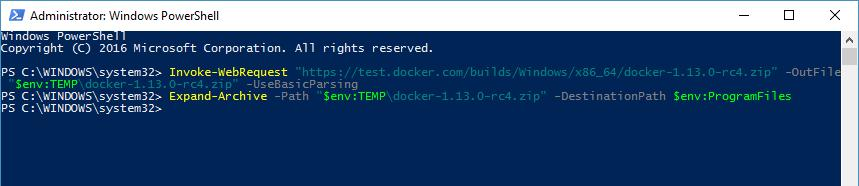 Administrator: Windows PowerShell
Windows PowerShell
Copyright (C) 2016 Microsoft Corporation. All rights reserved.
PS C:\WINDOWS\system32> Invoke-WebRequest "https://test.docker.com/builds/Windows/x86_64/docker-1.13.0-rc4.zip" -OutFile
"$env:TEMP\docker-1.13.0-rc4.zip" -UseBasicParsing
PS C:\WINDOWS\system32> Expand-Archive -Path "$env:TEMP\docker-1.13.0-rc4.zip" -DestinationPath $env:ProgramFiles
PS C:\WINDOWS\system32>